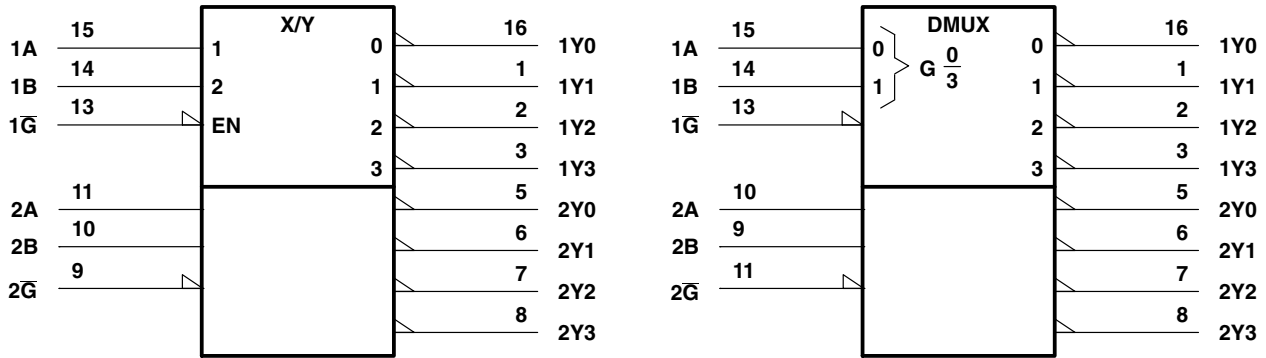 X/Y
1A 15 1 0 16 1Y0
1B 14 2 1 1 1Y1
1G̅ 13 EN 2 2 1Y2
3 3 1Y3
2A 11 5 2Y0
2B 10 6 2Y1
2G̅ 9 7 2Y2
8 2Y3
DMUX
1A 15 0 G 0/3 0 16 1Y0
1B 14 1 1 1 1Y1
1G̅ 13 2 2 1Y2
3 3 1Y3
2A 10 5 2Y0
2B 9 6 2Y1
2G̅ 11 7 2Y2
8 2Y3